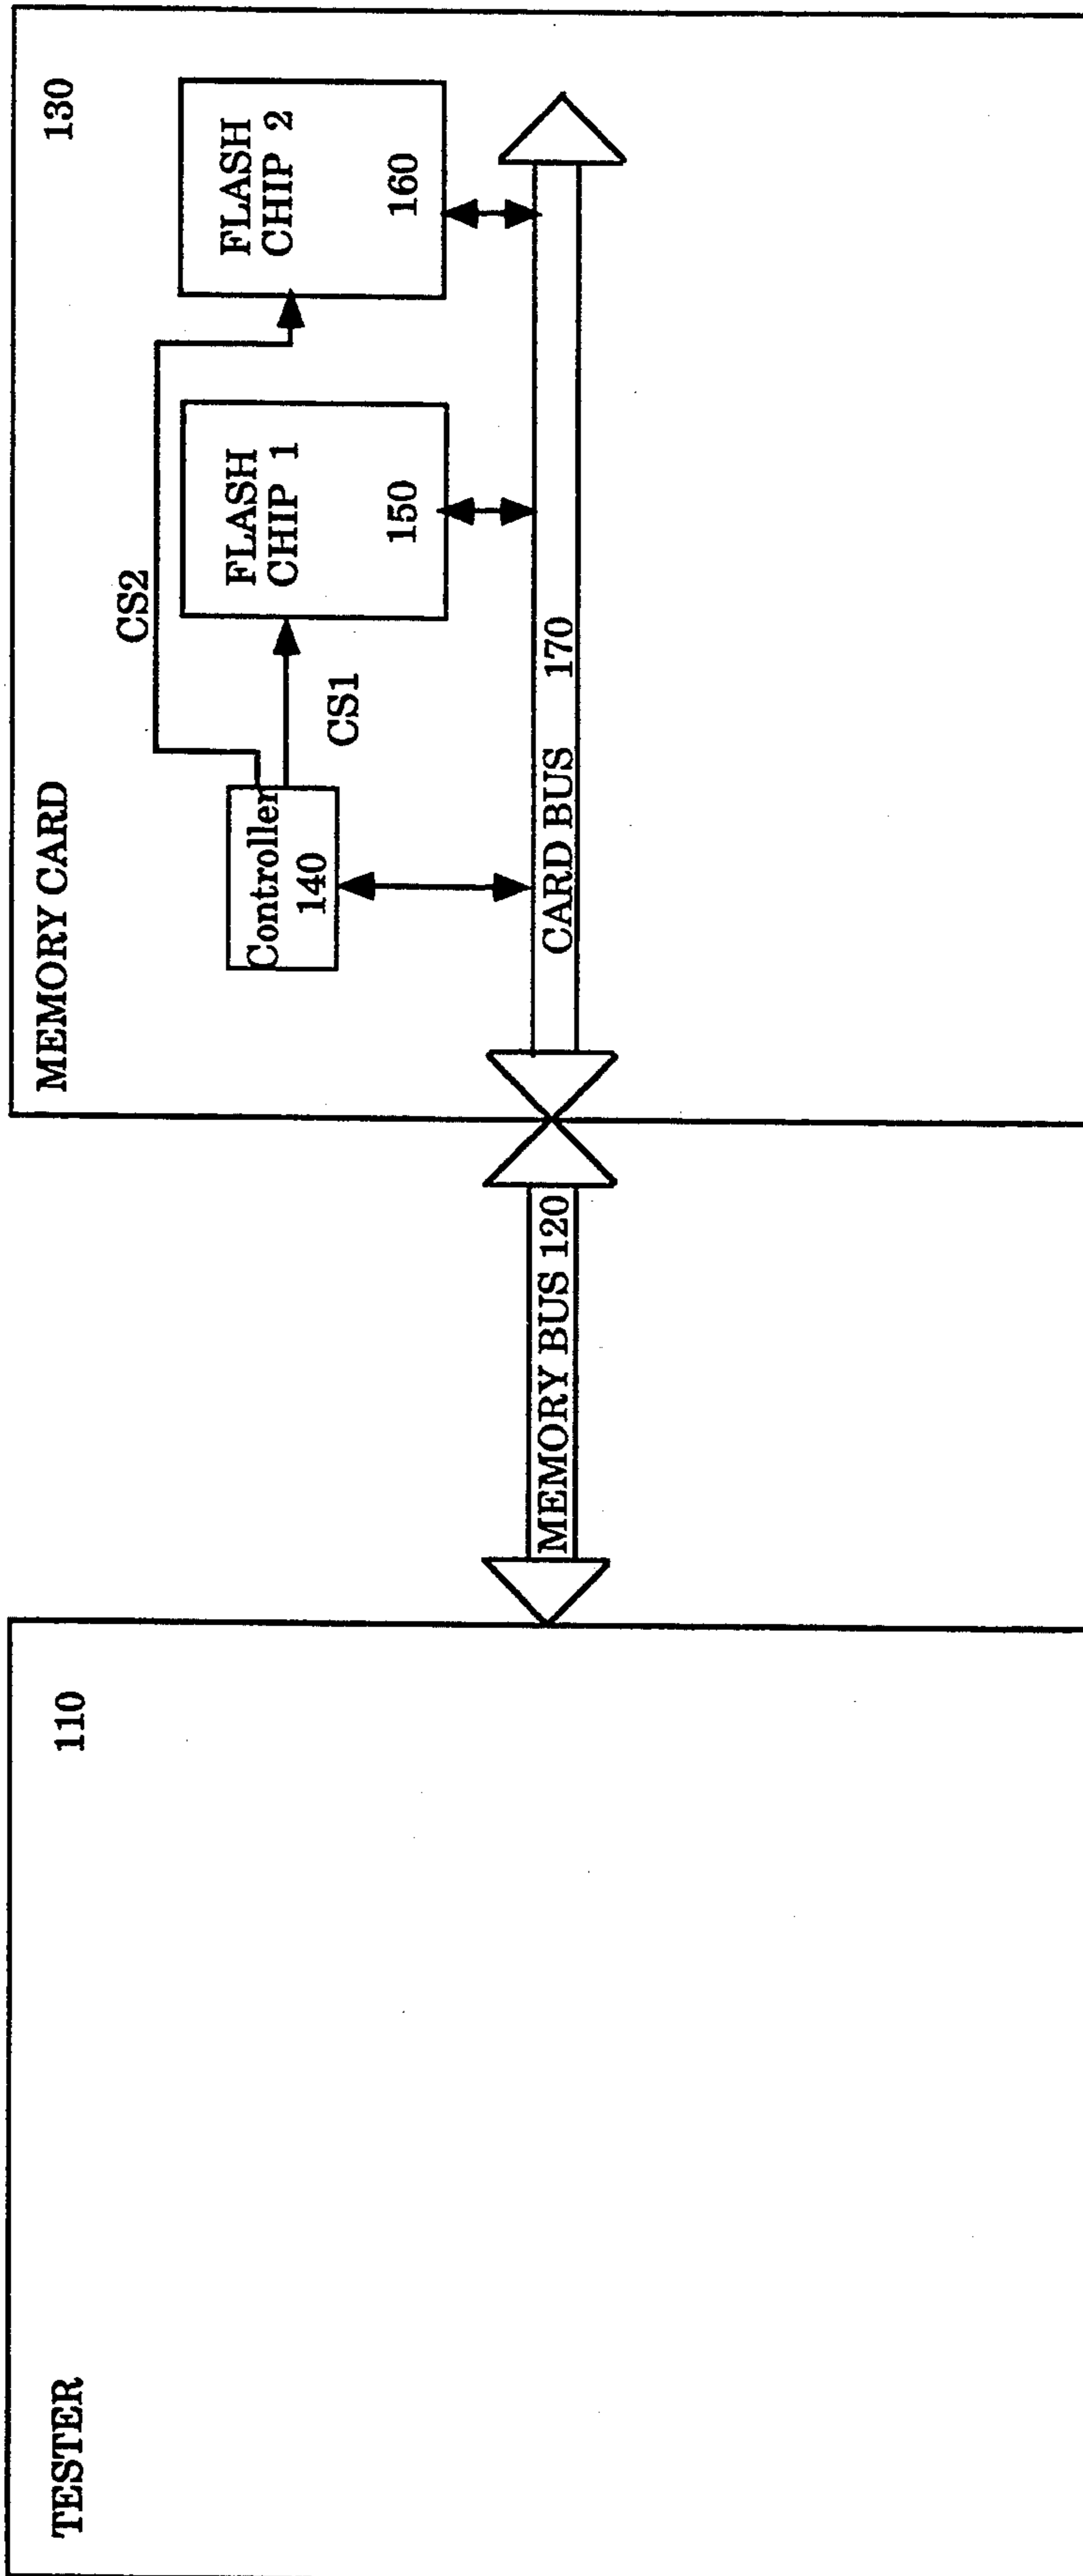 TESTER
110
MEMORY BUS 120
MEMORY CARD
130
Controller
140
CS1
CS2
FLASH
CHIP 1
150
FLASH
CHIP 2
160
CARD BUS 170